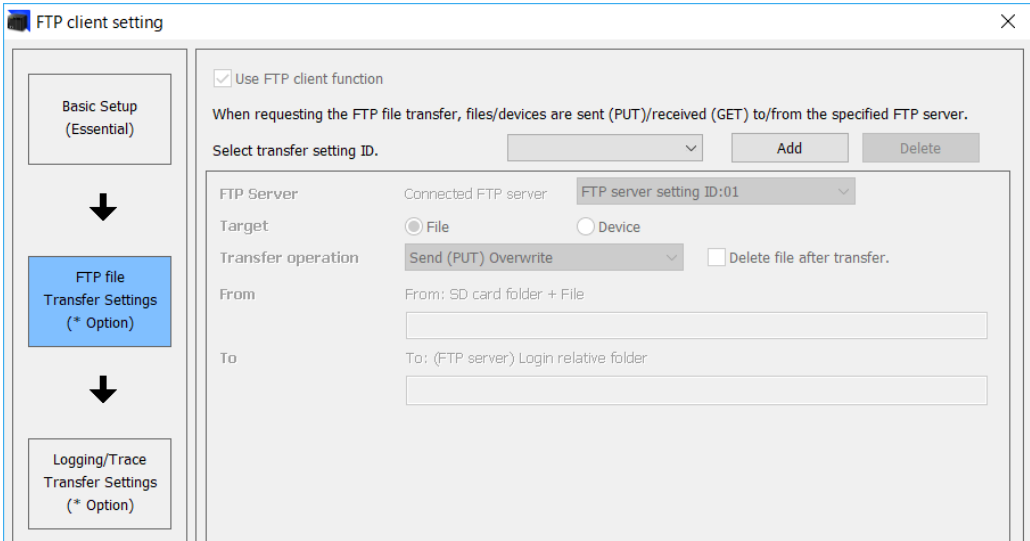 FTP client setting
Basic Setup
(Essential)
FTP file
Transfer Settings
(* Option)
Logging/Trace
Transfer Settings
(* Option)
Use FTP client function
When requesting the FTP file transfer, files/devices are sent (PUT)/received (GET) to/from the specified FTP server.
Select transfer setting ID.
Add
Delete
FTP Server
Connected FTP server
FTP server setting ID:01
Target
File
Device
Transfer operation
Send (PUT) Overwrite
Delete file after transfer.
From
From: SD card folder + File
To
To: (FTP server) Login relative folder